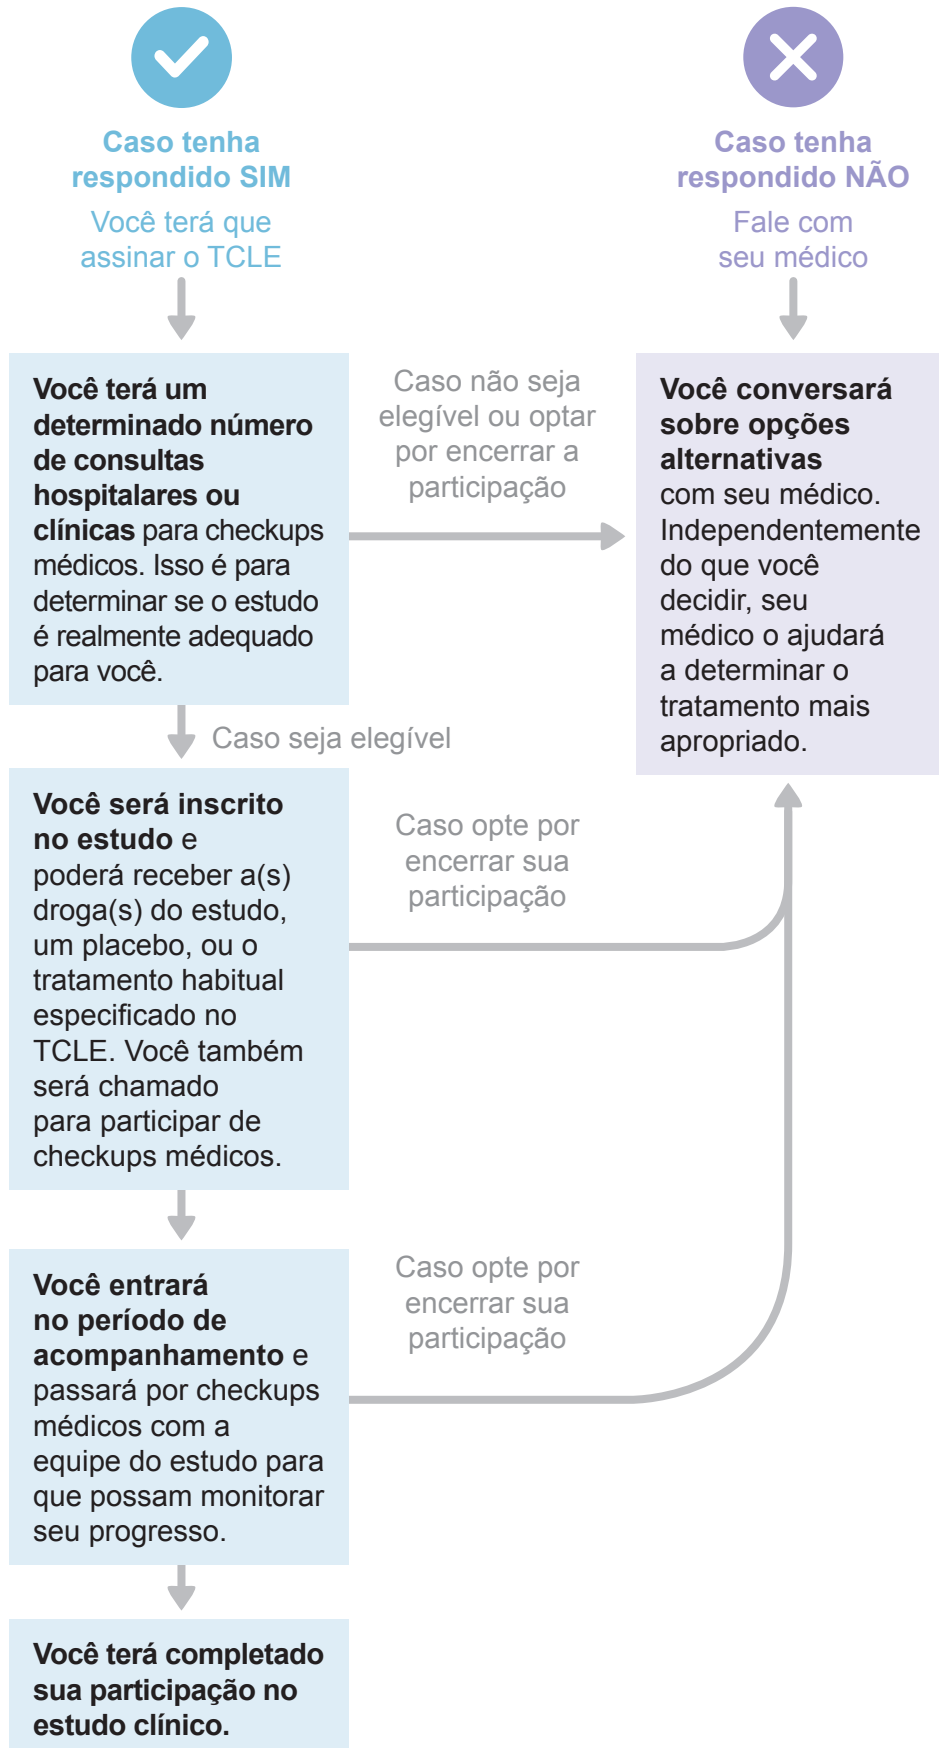 Caso tenha
respondido SIM
Você terá que
assinar o TCLE
Caso tenha
respondido NÃO
Fale com
seu médico
Você terá um
determinado número
de consultas
hospitalares ou
clínicas para checkups
médicos. Isso é para
determinar se o estudo
é realmente adequado
para você.
Caso não seja
elegível ou optar
por encerrar a
participação
Você conversará
sobre opções
alternativas
com seu médico.
Independentemente
do que você
decidir, seu
médico o ajudará
a determinar o
tratamento mais
apropriado.
Caso seja elegível
Você será inscrito
no estudo e
poderá receber a(s)
droga(s) do estudo,
um placebo, ou o
tratamento habitual
especificado no
TCLE. Você também
será chamado
para participar de
checkups médicos.
Caso opte por
encerrar sua
participação
Você entrará
no período de
acompanhamento e
passará por checkups
médicos com a
equipe do estudo para
que possam monitorar
seu progresso.
Caso opte por
encerrar sua
participação
Você terá completado
sua participação no
estudo clínico.